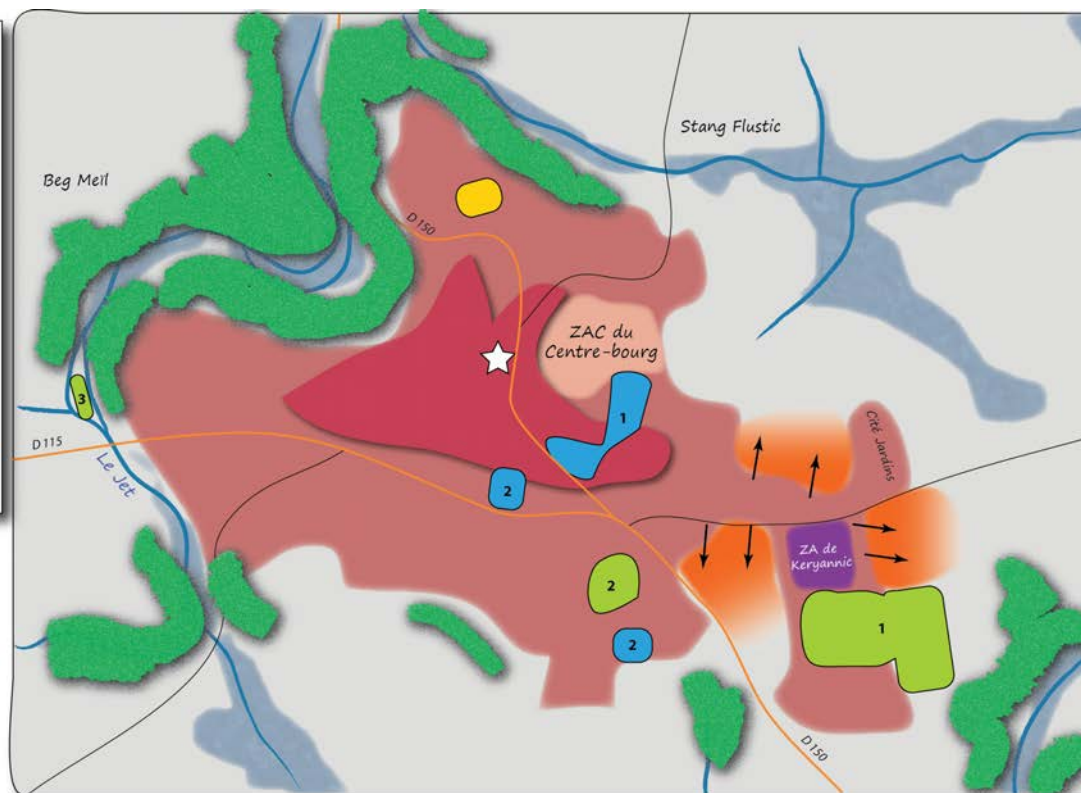 Stang Flustic
Beg Meïl
D 150
ZAC du
Centre-bourg
3
1
D 115
Cité Jardins
Le Jet
2
ZA de
Keryannic
2
1
2
D 150